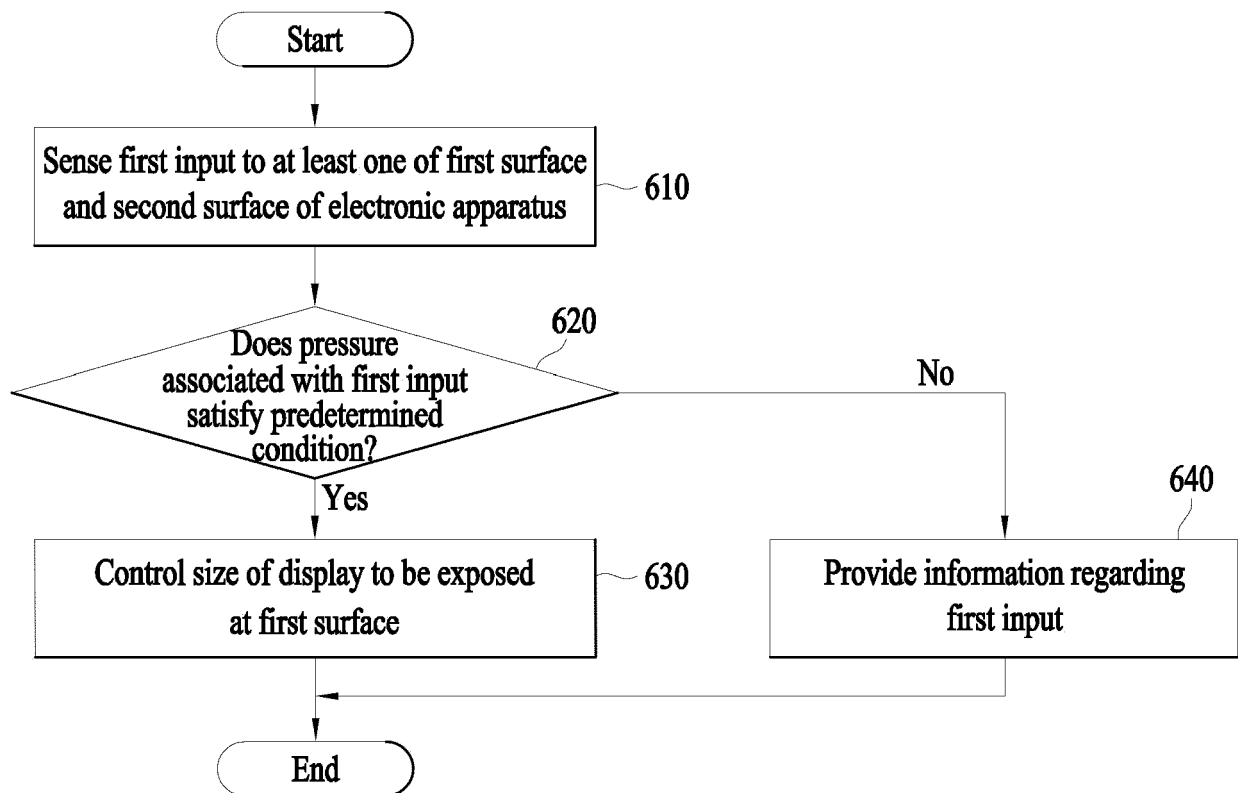 Start
Sense first input to at least one of first surface
and second surface of electronic apparatus
610
620
Does pressure
associated with first input
satisfy predetermined
condition?
No
Yes
640
Control size of display to be exposed
at first surface
630
Provide information regarding
first input
End